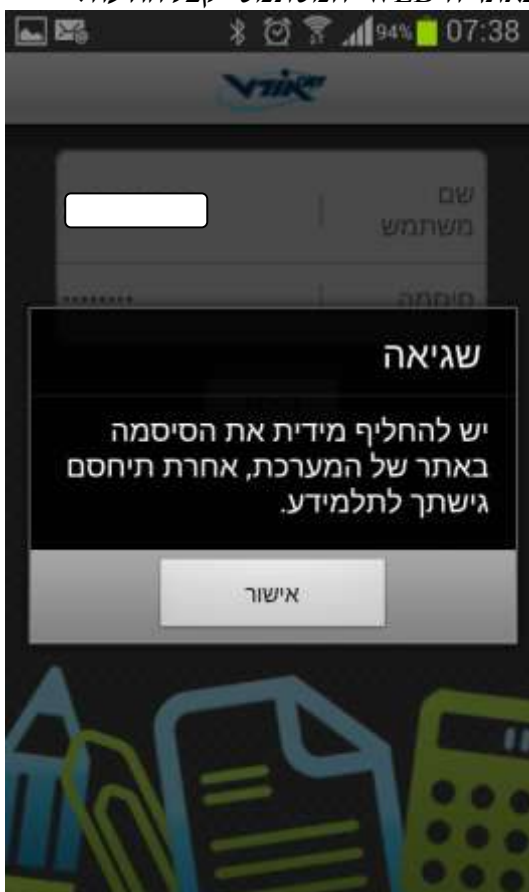 94% 07:38
שם
משתמש
סיסמה
שגיאה
יש להחליף מידית את הסיסמה
באתר של המערכת, אחרת תיחסם
גישתך לתלמידע.
אישור